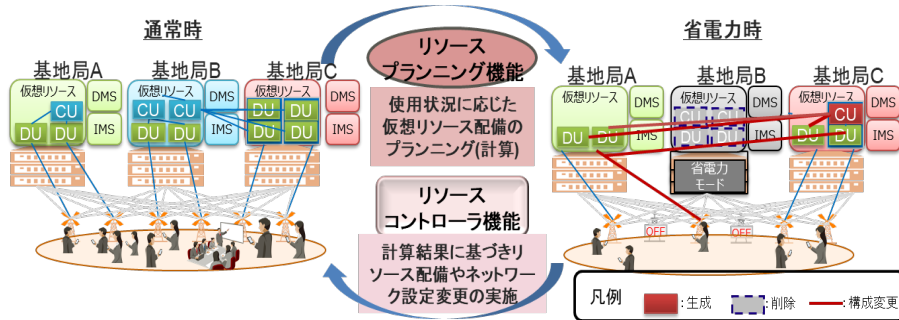 通常時
基地局A
基地局B
基地局C
仮想リソース
CU
DU
DU
DMS
IMS
仮想リソース
CU
CU
DU
DU
DMS
IMS
仮想リソース
DU
DU
DU
DU
DMS
IMS
リソース
プランニング機能
使用状況に応じた
仮想リソース配備の
プランニング(計算)
リソース
コントローラ機能
計算結果に基づきリ
ソース配備やネットワー
ク設定変更の実施
省電力時
基地局A
基地局B
基地局C
仮想リソース
DU
DU
DMS
IMS
仮想リソース
CU
CU
DU
DU
DMS
IMS
省電力
モード
仮想リソース
CU
DU
DU
DMS
IMS
OFF
OFF
凡例
:生成
:削除
:構成変更